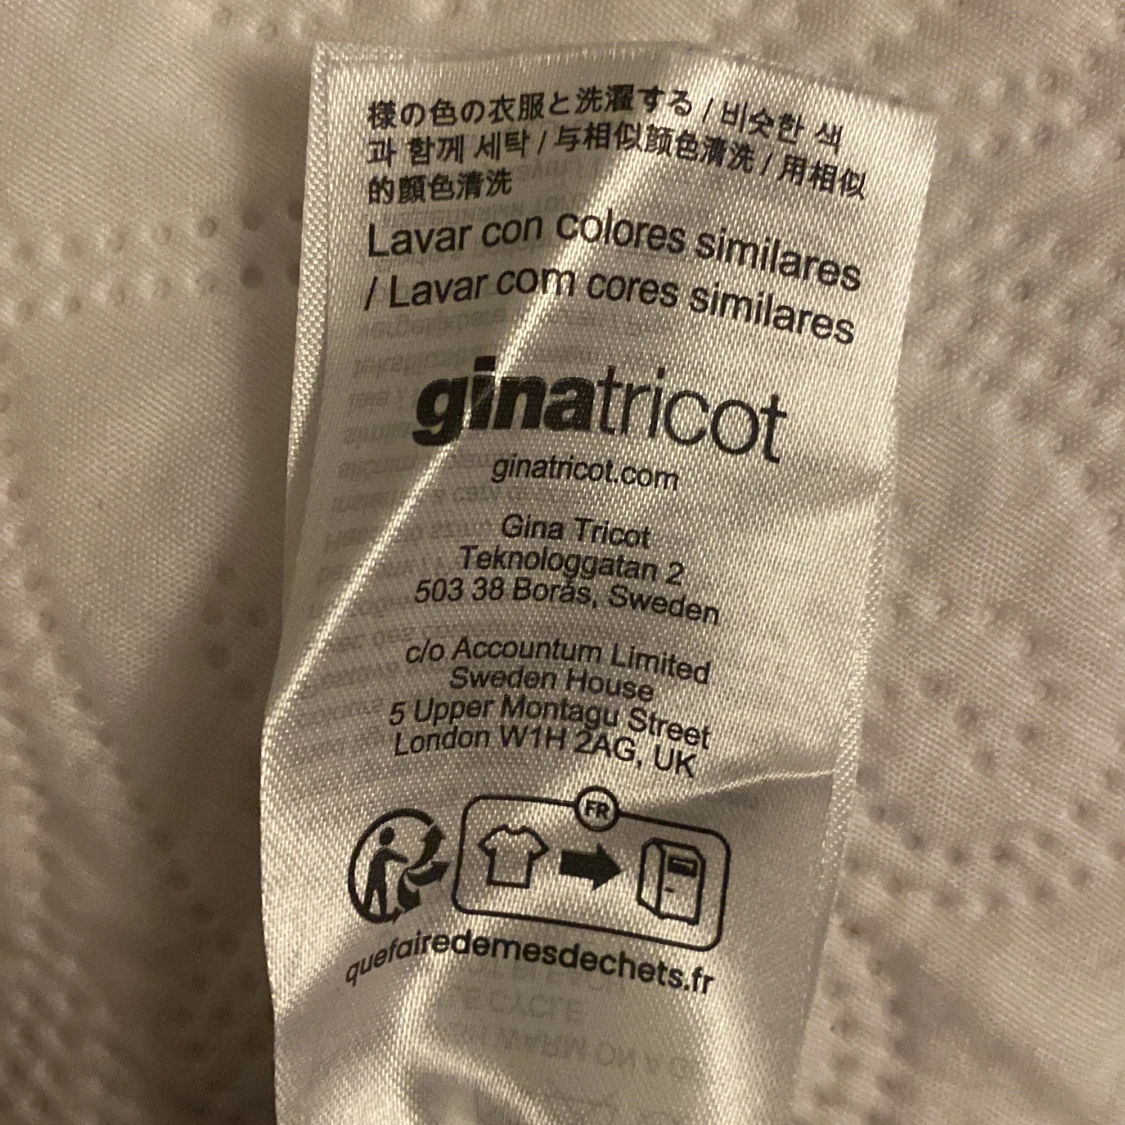 様の色の衣服と洗濯する / 비슷한 색
과 함께 세탁 / 与相似颜色清洗 / 用相似
的顏色清洗
Lavar con colores similares
/ Lavar com cores similares
ginatricot
ginatricot.com
Gina Tricot
Teknologgatan 2
503 38 Borås, Sweden
c/o Accountum Limited
Sweden House
5 Upper Montagu Street
London W1H 2AG, UK
FR
quefairedemesdechets.fr